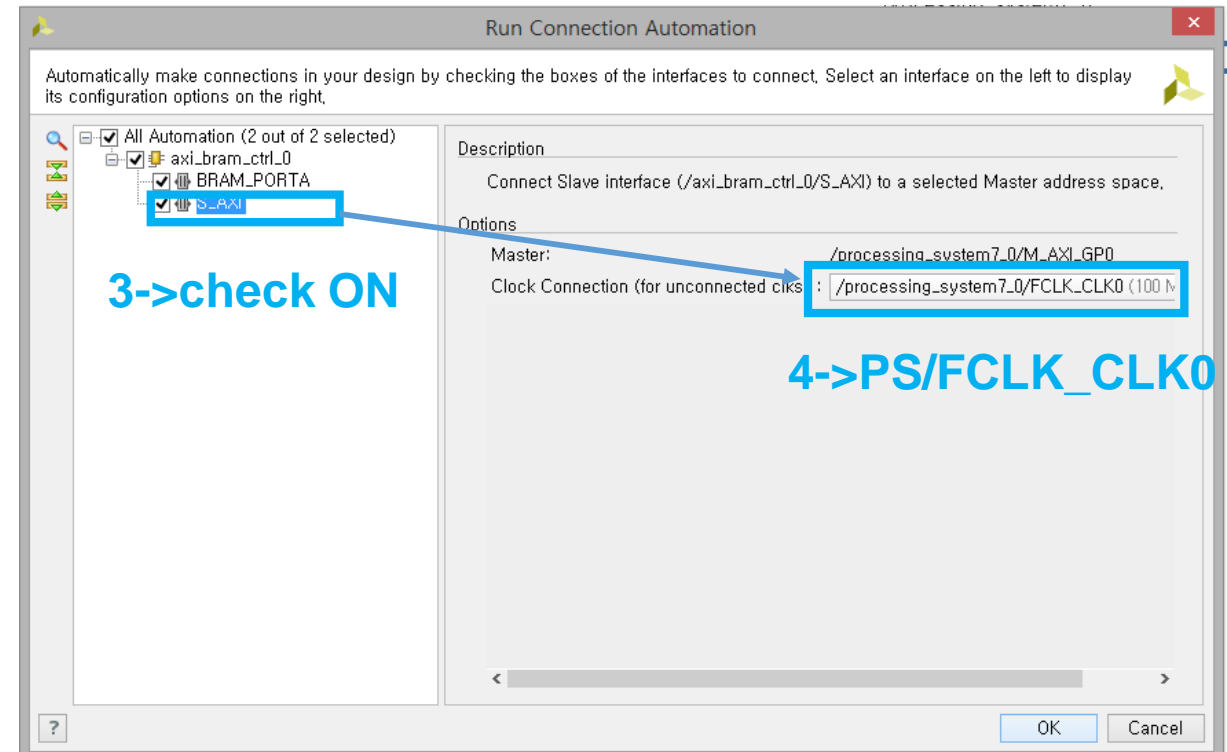 Run Connection Automation
Automatically make connections in your design by checking the boxes of the interfaces to connect, Select an interface on the left to display
its configuration options on the right,
All Automation (2 out of 2 selected)
axi_bram_ctrl_0
BRAM_PORTA
S_AXI
3->check ON
Description
Connect Slave interface (/axi_bram_ctrl_0/S_AXI) to a selected Master address space,
Options
Master: /processing_system7_0/M_AXI_GP0
Clock Connection (for unconnected clks) : /processing_system7_0/FCLK_CLK0 (100
4->PS/FCLK_CLK0
?
OK Cancel